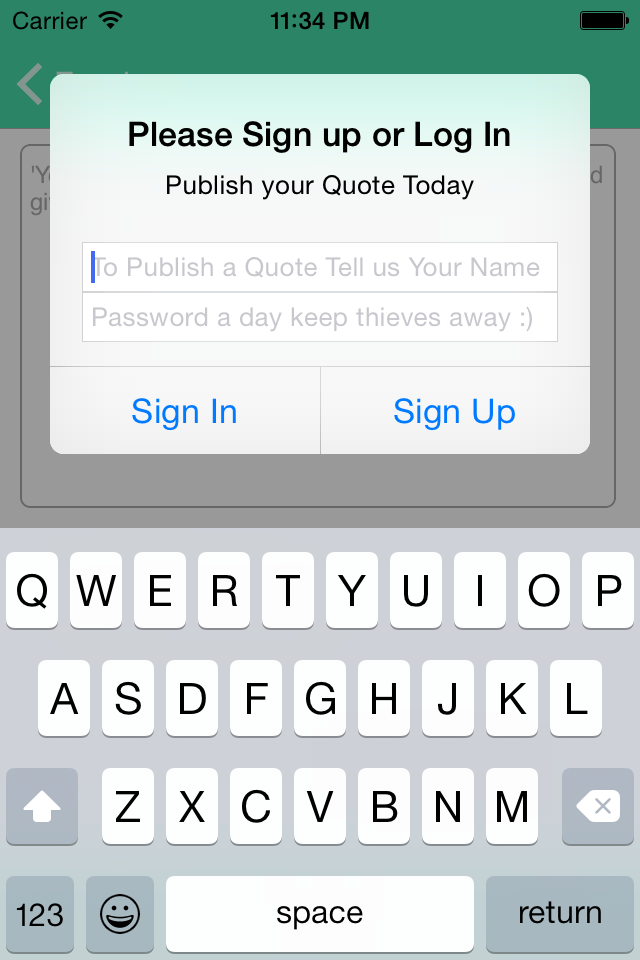 Carrier 11:34 PM
Please Sign up or Log In
Publish your Quote Today
To Publish a Quote Tell us Your Name
Password a day keep thieves away :)
Sign In Sign Up
Q W E R T Y U I O P
A S D F G H J K L
Z X C V B N M
123 space return